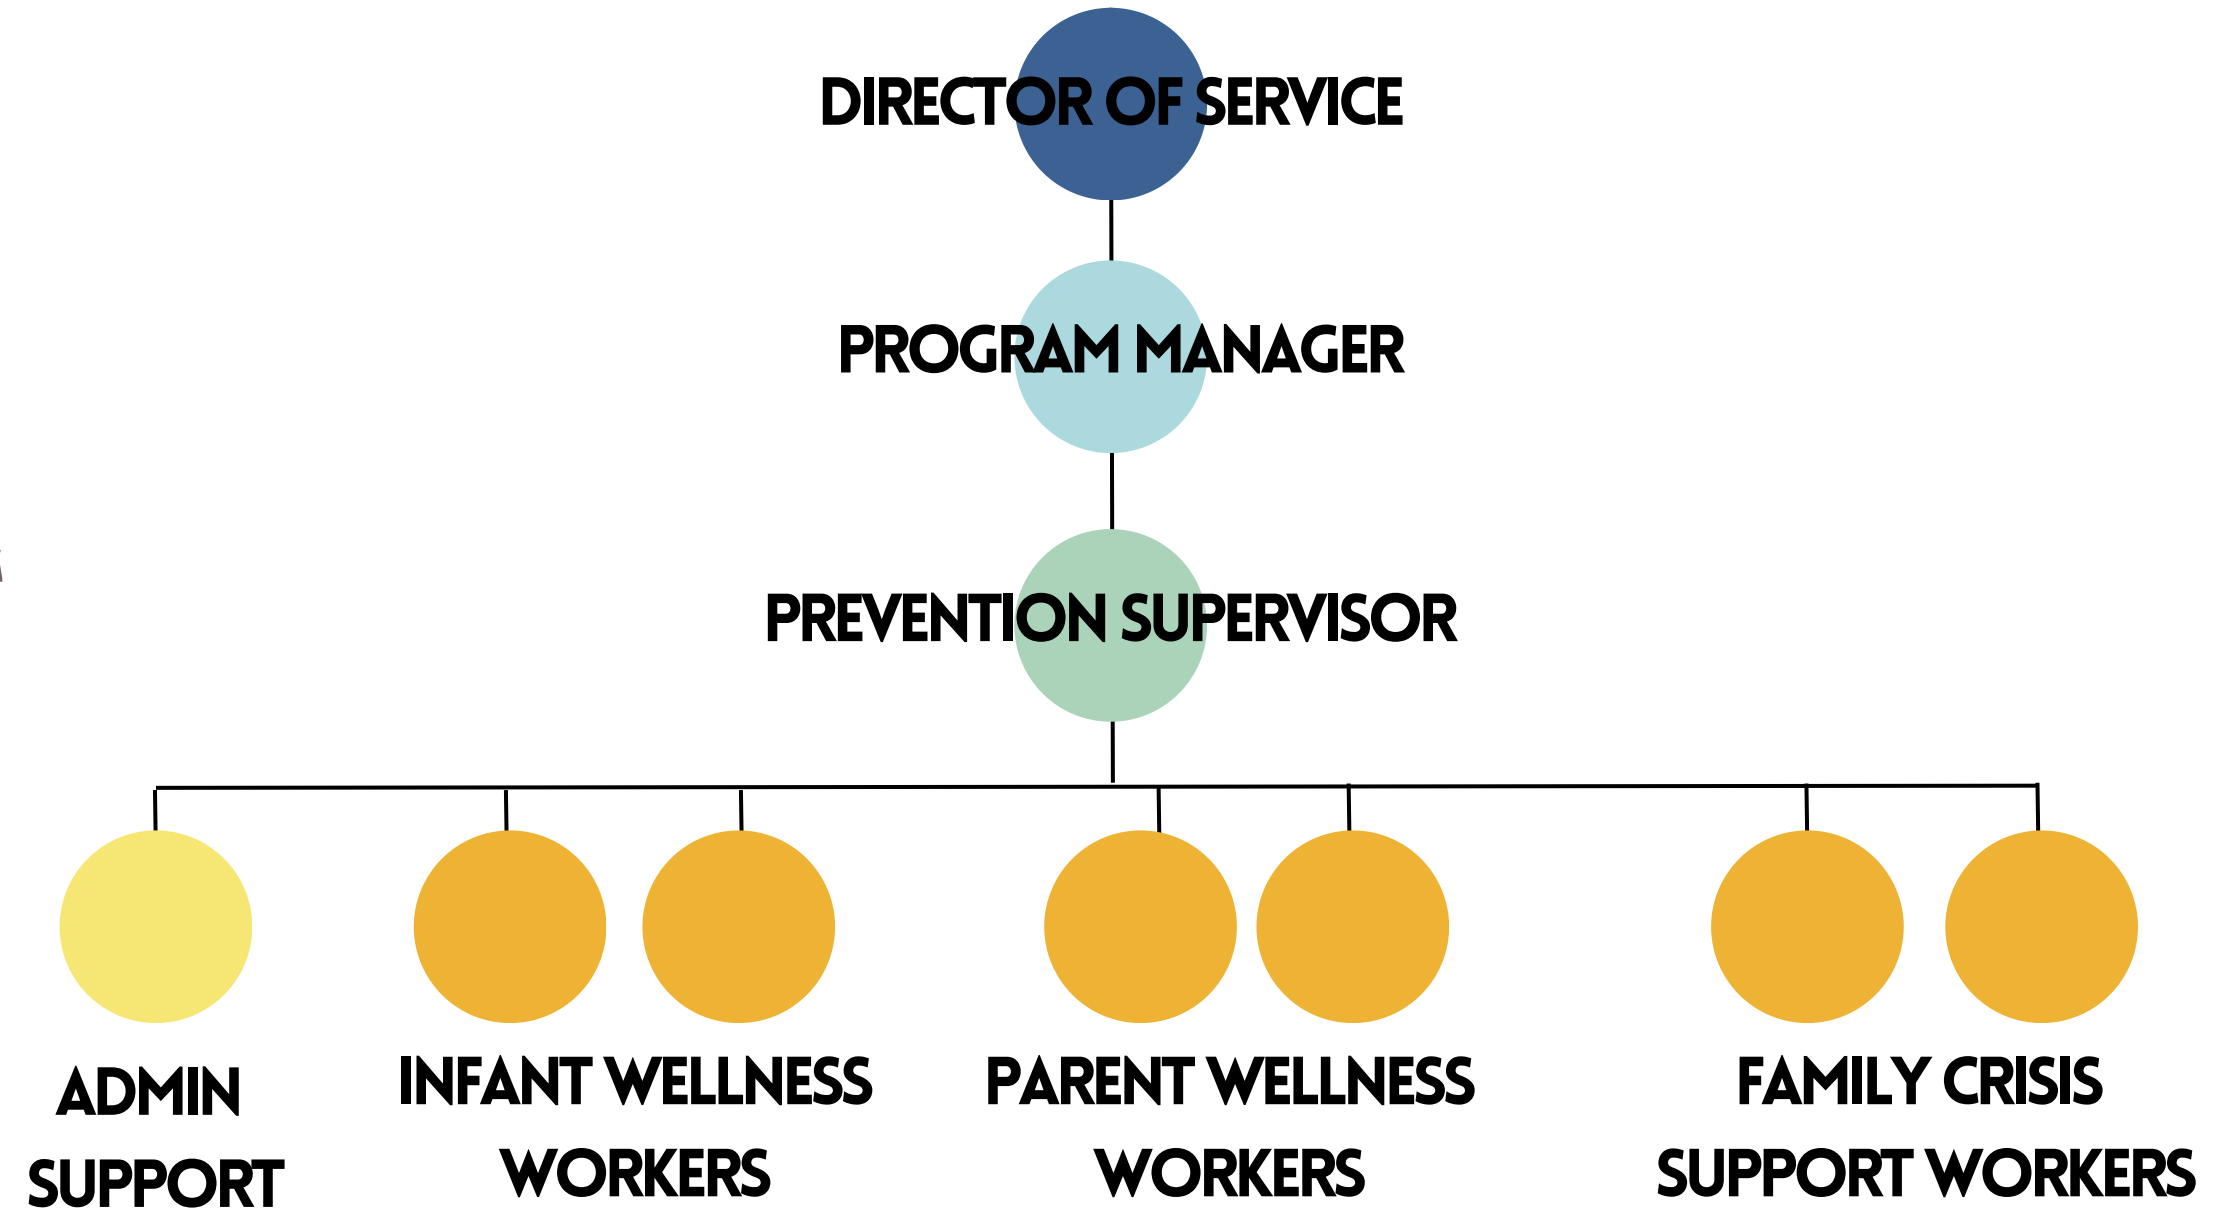 DIRECTOR OF SERVICE
PROGRAM MANAGER
PREVENTION SUPERVISOR
ADMIN
SUPPORT
INFANT WELLNESS
WORKERS
PARENT WELLNESS
WORKERS
FAMILY CRISIS
SUPPORT WORKERS